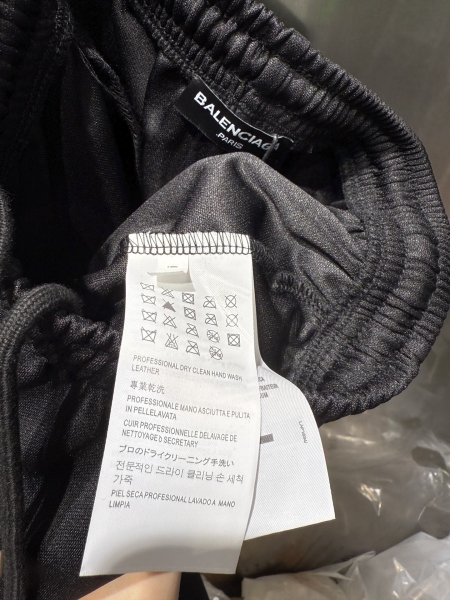 BALENCIAGA
PARIS
PROFESSIONAL DRY CLEAN HAND WASH
LEATHER
專業乾洗
PROFESSIONALE MANO ASCIUTTA E PULITA
IN PELLELAVATA
CUIR PROFESSIONNELLE DELAVAGE DE
NETTOYAGEÞ SECRETARY
プロのドライクリーニング手洗い
전문적인 드라이 클리닝 손 세척
가죽
PIEL SECA PROFESIONAL LAVADO A MANO
LIMPIA